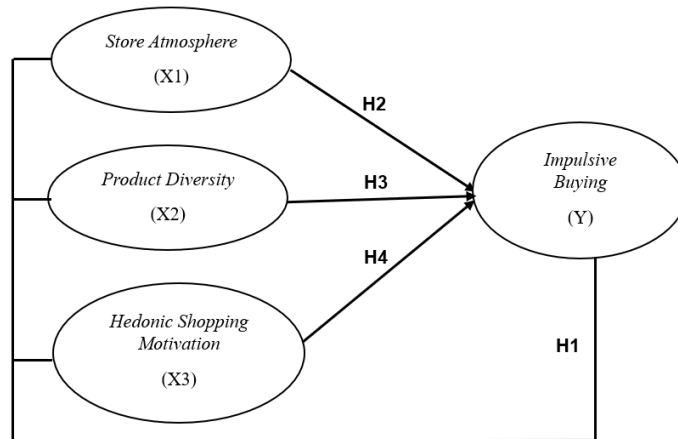 Store Atmosphere
(X1)
H2
Product Diversity
(X2)
H3
Impulsive
Buying
(Y)
H4
Hedonic Shopping
Motivation
(X3)
H1